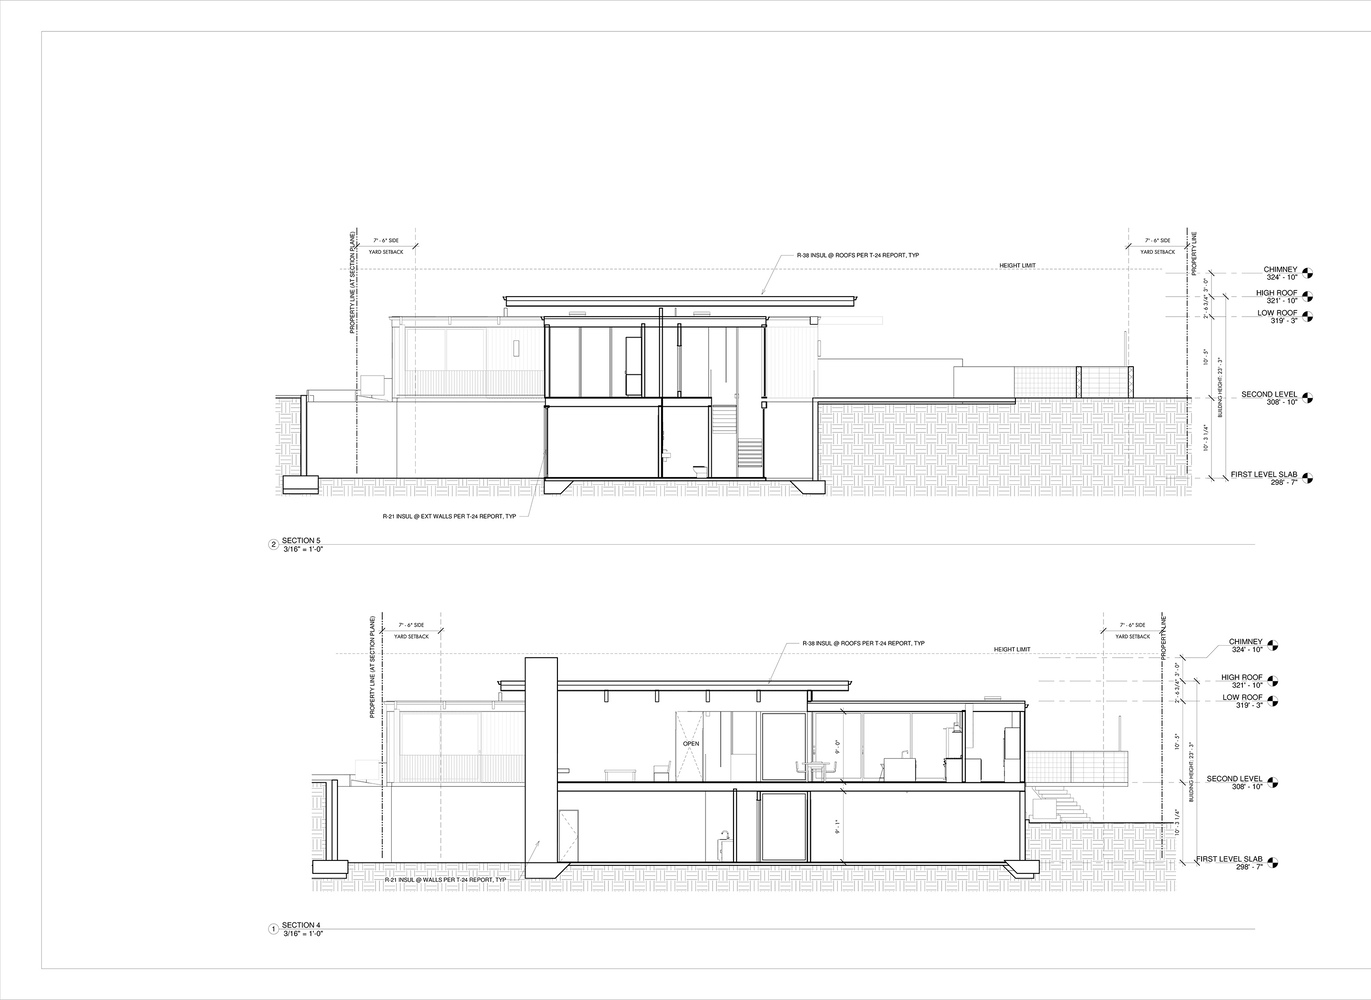 7' - 6" SIDE
YARD SETBACK
PROPERTY LINE (AT SECTION PLANE)
R-38 INSUL @ ROOFS PER T-24 REPORT, TYP
HEIGHT LIMIT
7' - 6" SIDE
YARD SETBACK
PROPERTY LINE
CHIMNEY
324' - 10"
HIGH ROOF
321' - 10"
LOW ROOF
319' - 3"
SECOND LEVEL
308' - 10"
FIRST LEVEL SLAB
298' - 7"
3' - 0"
2' - 6 3/4"
10' - 5"
10' - 3 1/4"
BUILDING HEIGHT: 23' - 3"
R-21 INSUL @ EXT WALLS PER T-24 REPORT, TYP
2
SECTION 5
3/16" = 1'-0"
7' - 6" SIDE
YARD SETBACK
PROPERTY LINE (AT SECTION PLANE)
R-38 INSUL @ ROOFS PER T-24 REPORT, TYP
HEIGHT LIMIT
7' - 6" SIDE
YARD SETBACK
PROPERTY LINE
CHIMNEY
324' - 10"
HIGH ROOF
321' - 10"
LOW ROOF
319' - 3"
SECOND LEVEL
308' - 10"
FIRST LEVEL SLAB
298' - 7"
3' - 0"
2' - 6 3/4"
10' - 5"
10' - 3 1/4"
BUILDING HEIGHT: 23' - 3"
OPEN
9' - 0"
9' - 1"
R-21 INSUL @ WALLS PER T-24 REPORT, TYP
1
SECTION 4
3/16" = 1'-0"